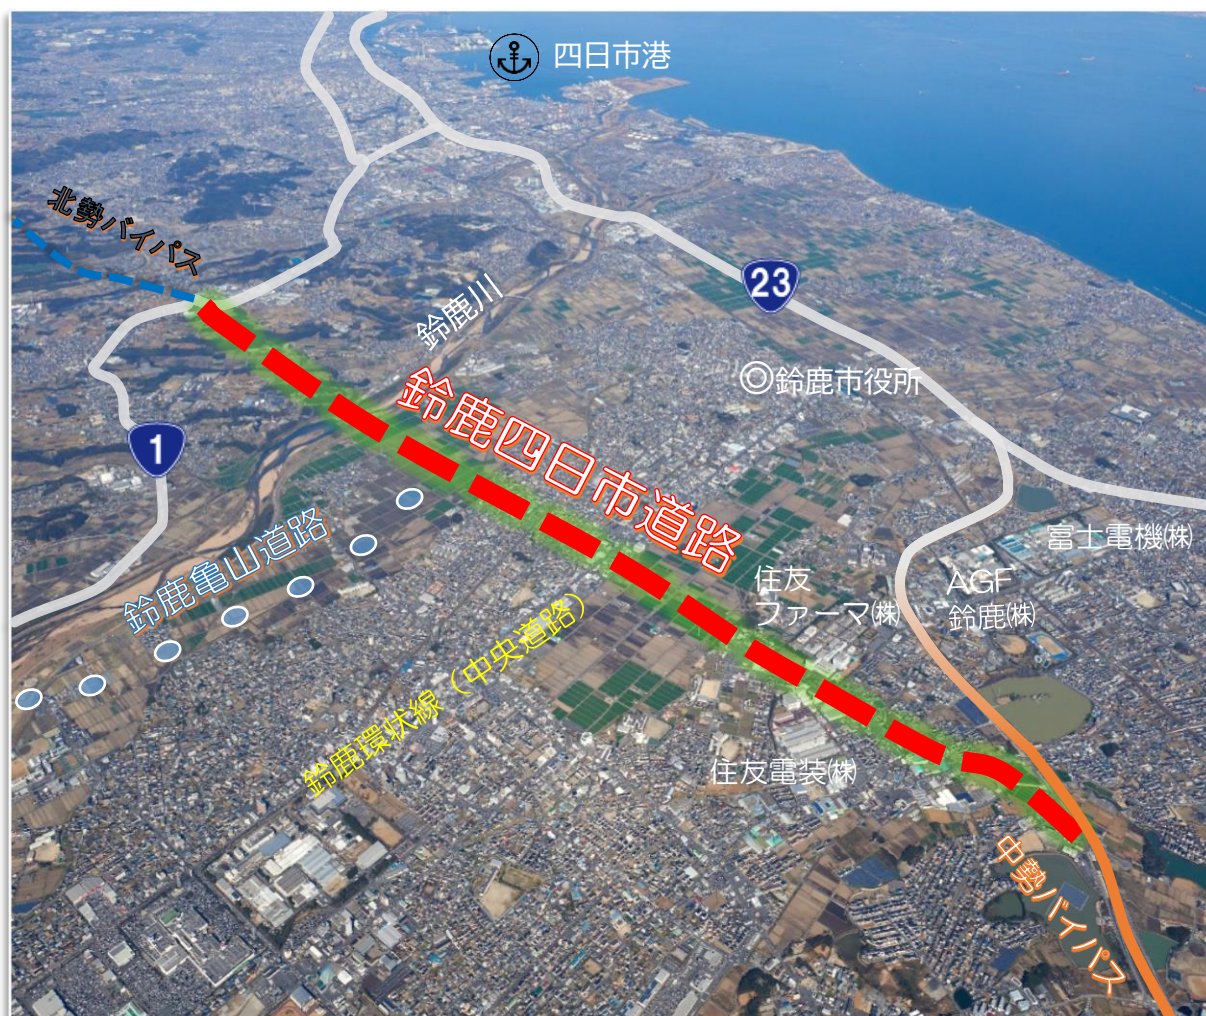 四日市港
北勢バイパス
鈴鹿川
23
鈴鹿市役所
1
鈴鹿四日市道路
鈴鹿亀山道路
富士電機㈱
住友
ファーマ㈱
AGF
鈴鹿㈱
鈴鹿環状線（中央道路）
住友電装㈱
中勢バイパス